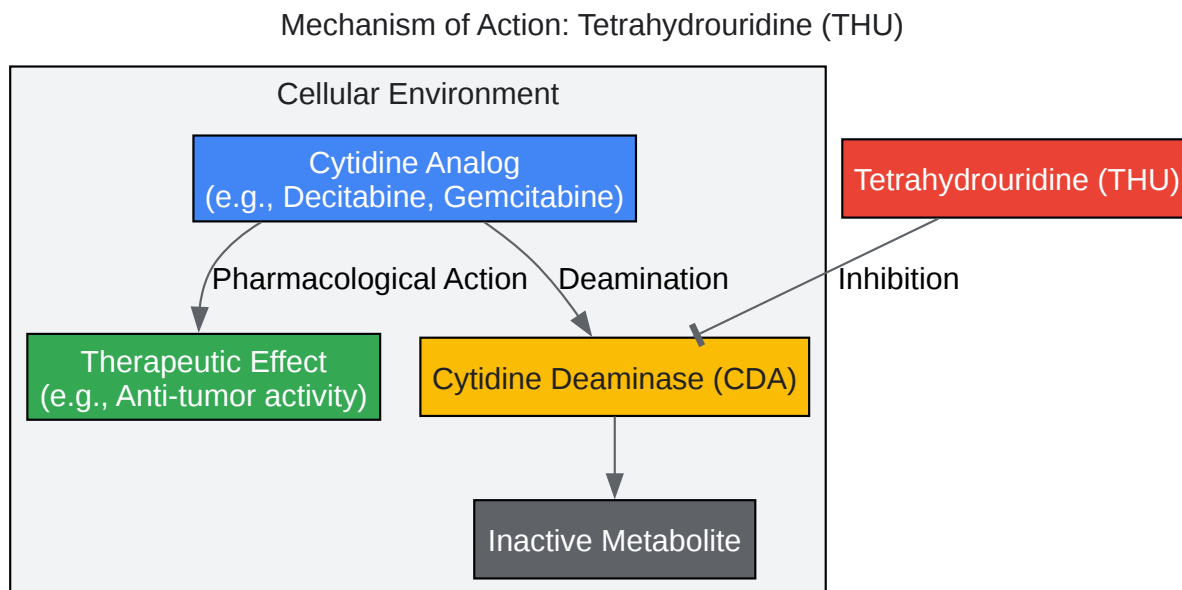 Mechanism of Action: Tetrahydrouridine (THU)
Cellular Environment
Cytidine Analog
(e.g., Decitabine, Gemcitabine)
Tetrahydrouridine (THU)
Pharmacological Action
Deamination
Inhibition
Therapeutic Effect
(e.g., Anti-tumor activity)
Cytidine Deaminase (CDA)
Inactive Metabolite